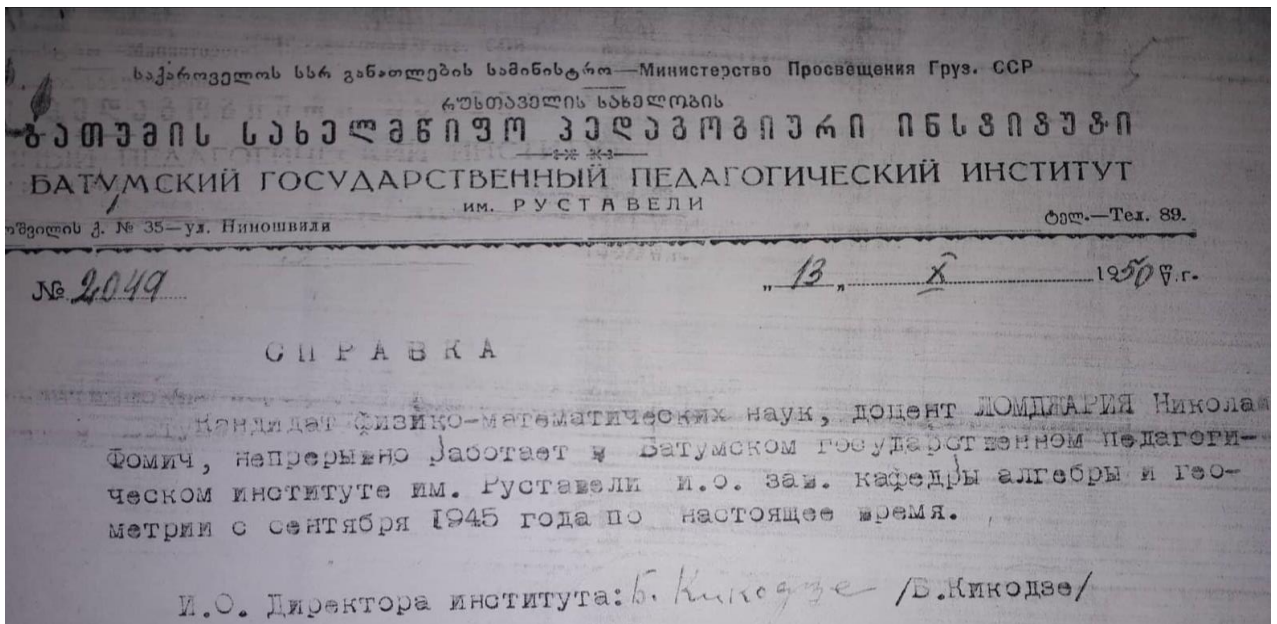 საქართველოს სსრ განათლების სამინისტრო—Министерство Просвещения Груз. ССР
რუსთაველის სახელობის
ბათუმის სახელმწიფო პედაგოგიური ინსტიტუტი
БАТУМСКИЙ ГОСУДАРСТВЕННЫЙ ПЕДАГОГИЧЕСКИЙ ИНСТИТУТ
им. РУСТАВЕЛИ
ქ. № 35—ул. Ниношвили ტელ.—Тел. 89.
№ 2049 „ 13 „ X 1950 წ.г.
СПРАВКА
Кандидат физико-математических наук, доцент ЛОМДЖАРИЯ Николай
Фомич, непрерывно работает в Батумском государственном педагоги-
ческом институте им. Руставели и.о. зав. кафедры алгебры и гео-
метрии с сентября 1945 года по настоящее время.
И.О. Директора института: Б. Кикодзе /Б.Кикодзе/